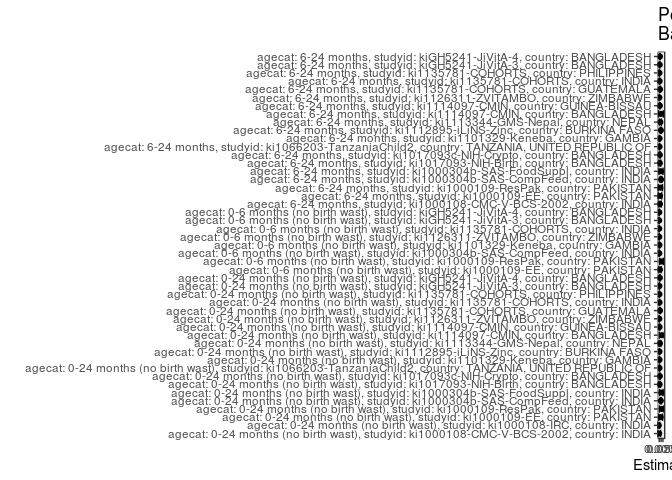 Po
Ba
agecat: 6-24 months, studyid: kiGH5241-JiVitA-4, country: BANGLADESH
agecat: 6-24 months, studyid: kiGH5241-JiVitA-3, country: BANGLADESH
agecat: 6-24 months, studyid: ki1135781-COHORTS, country: PHILIPPINES
agecat: 6-24 months, studyid: ki1135781-COHORTS, country: INDIA
agecat: 6-24 months, studyid: ki1135781-COHORTS, country: GUATEMALA
agecat: 6-24 months, studyid: ki1126311-ZVITAMBO, country: ZIMBABWE
agecat: 6-24 months, studyid: ki1114097-CMIN, country: GUINEA-BISSAU
agecat: 6-24 months, studyid: ki1114097-CMIN, country: BANGLADESH
agecat: 6-24 months, studyid: ki1113344-GMS-Nepal, country: NEPAL
agecat: 6-24 months, studyid: ki1112895-iLiNS-Zinc, country: BURKINA FASO
agecat: 6-24 months, studyid: ki1101329-Keneba, country: GAMBIA
agecat: 6-24 months, studyid: ki1066203-TanzaniaChild2, country: TANZANIA, UNITED REPUBLIC OF
agecat: 6-24 months, studyid: ki1017093c-NIH-Crypto, country: BANGLADESH
agecat: 6-24 months, studyid: ki1017093-NIH-Birth, country: BANGLADESH
agecat: 6-24 months, studyid: ki1000304b-SAS-FoodSuppl, country: INDIA
agecat: 6-24 months, studyid: ki1000304b-SAS-CompFeed, country: INDIA
agecat: 6-24 months, studyid: ki1000109-ResPak, country: PAKISTAN
agecat: 6-24 months, studyid: ki1000109-EE, country: PAKISTAN
agecat: 6-24 months, studyid: ki1000108-CMC-V-BCS-2002, country: INDIA
agecat: 0-6 months (no birth wast), studyid: kiGH5241-JiVitA-4, country: BANGLADESH
agecat: 0-6 months (no birth wast), studyid: kiGH5241-JiVitA-3, country: BANGLADESH
agecat: 0-6 months (no birth wast), studyid: ki1135781-COHORTS, country: INDIA
agecat: 0-6 months (no birth wast), studyid: ki1126311-ZVITAMBO, country: ZIMBABWE
agecat: 0-6 months (no birth wast), studyid: ki1101329-Keneba, country: GAMBIA
agecat: 0-6 months (no birth wast), studyid: ki1000304b-SAS-CompFeed, country: INDIA
agecat: 0-6 months (no birth wast), studyid: ki1000109-ResPak, country: PAKISTAN
agecat: 0-6 months (no birth wast), studyid: ki1000109-EE, country: PAKISTAN
agecat: 0-24 months (no birth wast), studyid: kiGH5241-JiVitA-4, country: BANGLADESH
agecat: 0-24 months (no birth wast), studyid: kiGH5241-JiVitA-3, country: BANGLADESH
agecat: 0-24 months (no birth wast), studyid: ki1135781-COHORTS, country: PHILIPPINES
agecat: 0-24 months (no birth wast), studyid: ki1135781-COHORTS, country: INDIA
agecat: 0-24 months (no birth wast), studyid: ki1135781-COHORTS, country: GUATEMALA
agecat: 0-24 months (no birth wast), studyid: ki1126311-ZVITAMBO, country: ZIMBABWE
agecat: 0-24 months (no birth wast), studyid: ki1114097-CMIN, country: GUINEA-BISSAU
agecat: 0-24 months (no birth wast), studyid: ki1114097-CMIN, country: BANGLADESH
agecat: 0-24 months (no birth wast), studyid: ki1113344-GMS-Nepal, country: NEPAL
agecat: 0-24 months (no birth wast), studyid: ki1112895-iLiNS-Zinc, country: BURKINA FASO
agecat: 0-24 months (no birth wast), studyid: ki1101329-Keneba, country: GAMBIA
agecat: 0-24 months (no birth wast), studyid: ki1066203-TanzaniaChild2, country: TANZANIA, UNITED REPUBLIC OF
agecat: 0-24 months (no birth wast), studyid: ki1017093c-NIH-Crypto, country: BANGLADESH
agecat: 0-24 months (no birth wast), studyid: ki1017093-NIH-Birth, country: BANGLADESH
agecat: 0-24 months (no birth wast), studyid: ki1000304b-SAS-FoodSuppl, country: INDIA
agecat: 0-24 months (no birth wast), studyid: ki1000304b-SAS-CompFeed, country: INDIA
agecat: 0-24 months (no birth wast), studyid: ki1000109-ResPak, country: PAKISTAN
agecat: 0-24 months (no birth wast), studyid: ki1000109-EE, country: PAKISTAN
agecat: 0-24 months (no birth wast), studyid: ki1000108-IRC, country: INDIA
agecat: 0-24 months (no birth wast), studyid: ki1000108-CMC-V-BCS-2002, country: INDIA
Estima